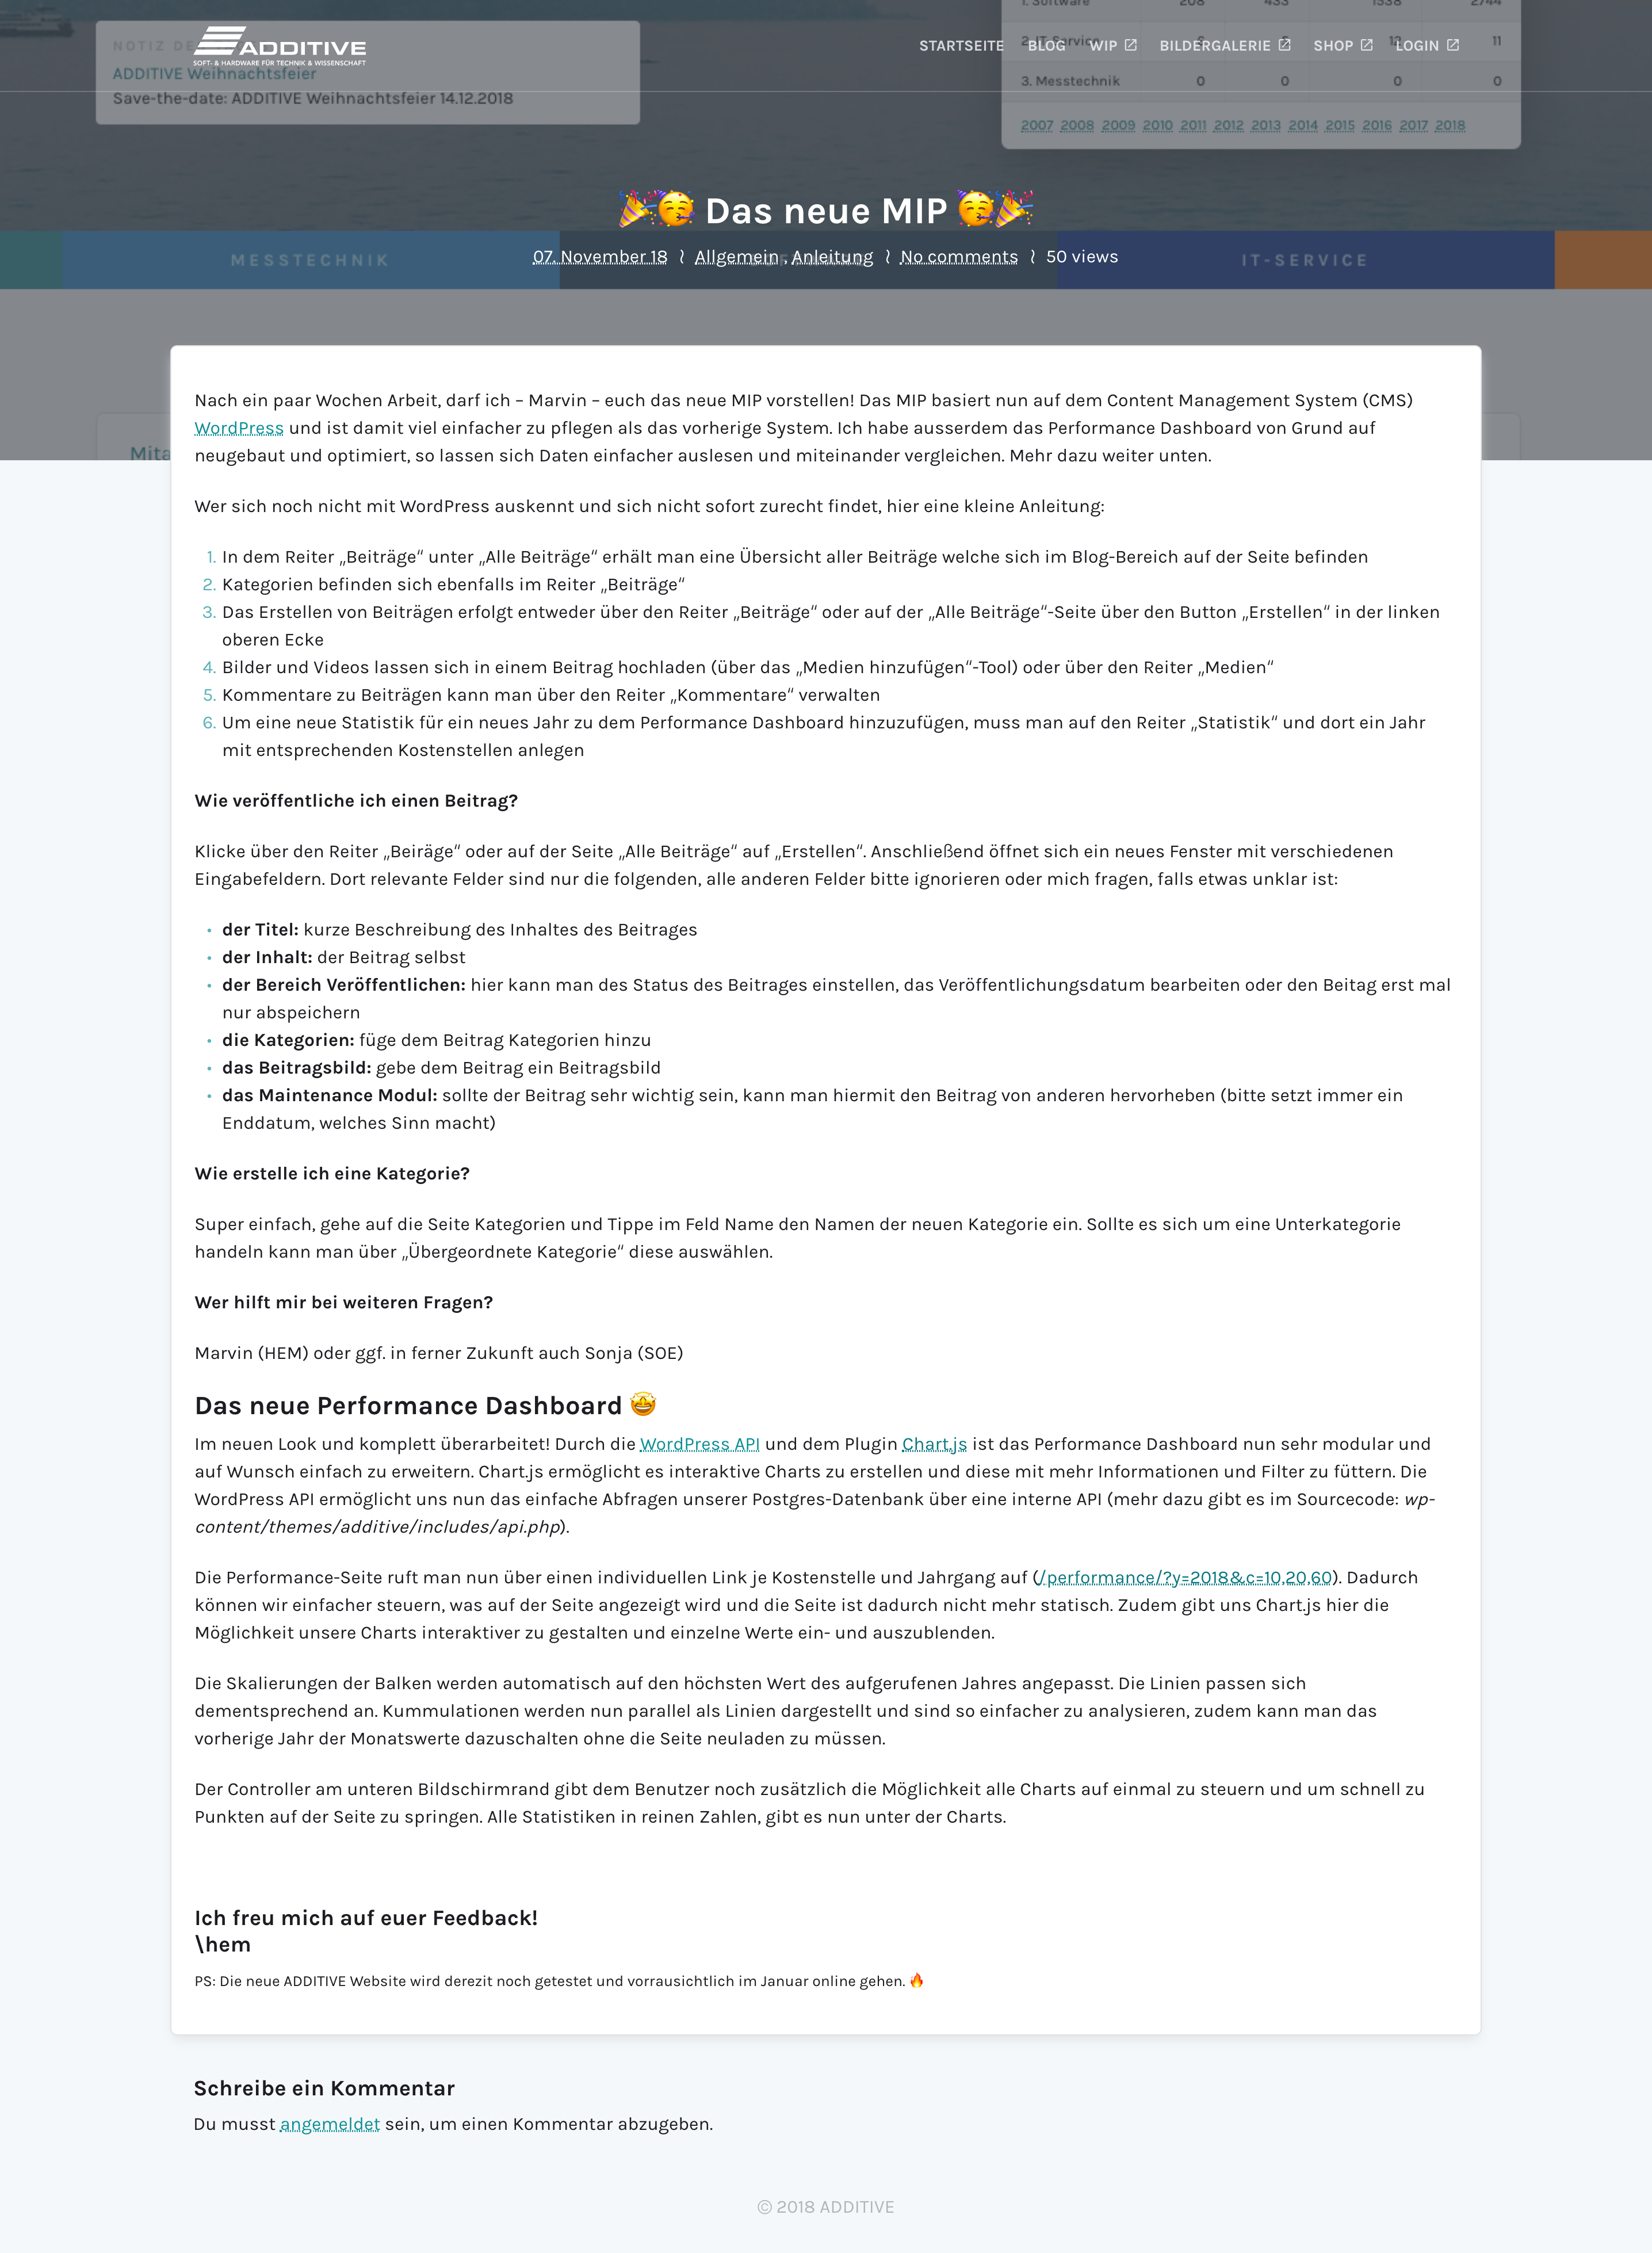 1. Software 208 433 1538 2744
NOTIZ DE
ADDITIVE
SOFT- & HARDWARE FÜR TECHNIK & WISSENSCHAFT
STARTSEITE BLOG WIP BILDERGALERIE SHOP LOGIN
2. IT-Service 11
ADDITIVE Weihnachtsfeier
3. Messtechnik 0 0 0 0
Save-the-date: ADDITIVE Weihnachtsfeier 14.12.2018
2007 2008 2009 2010 2011 2012 2013 2014 2015 2016 2017 2018
🎉🥳 Das neue MIP 🥳🎉
07. November 18 ≀ Allgemein , Anleitung ≀ No comments ≀ 50 views
MESSTECHNIK IT-SERVICE
Mita
Nach ein paar Wochen Arbeit, darf ich – Marvin – euch das neue MIP vorstellen! Das MIP basiert nun auf dem Content Management System (CMS)
WordPress und ist damit viel einfacher zu pflegen als das vorherige System. Ich habe ausserdem das Performance Dashboard von Grund auf
neugebaut und optimiert, so lassen sich Daten einfacher auslesen und miteinander vergleichen. Mehr dazu weiter unten.
Wer sich noch nicht mit WordPress auskennt und sich nicht sofort zurecht findet, hier eine kleine Anleitung:
1. In dem Reiter „Beiträge“ unter „Alle Beiträge“ erhält man eine Übersicht aller Beiträge welche sich im Blog-Bereich auf der Seite befinden
2. Kategorien befinden sich ebenfalls im Reiter „Beiträge“
3. Das Erstellen von Beiträgen erfolgt entweder über den Reiter „Beiträge“ oder auf der „Alle Beiträge“-Seite über den Button „Erstellen“ in der linken
oberen Ecke
4. Bilder und Videos lassen sich in einem Beitrag hochladen (über das „Medien hinzufügen“-Tool) oder über den Reiter „Medien“
5. Kommentare zu Beiträgen kann man über den Reiter „Kommentare“ verwalten
6. Um eine neue Statistik für ein neues Jahr zu dem Performance Dashboard hinzuzufügen, muss man auf den Reiter „Statistik“ und dort ein Jahr
mit entsprechenden Kostenstellen anlegen
Wie veröffentliche ich einen Beitrag?
Klicke über den Reiter „Beiräge“ oder auf der Seite „Alle Beiträge“ auf „Erstellen“. Anschließend öffnet sich ein neues Fenster mit verschiedenen
Eingabefeldern. Dort relevante Felder sind nur die folgenden, alle anderen Felder bitte ignorieren oder mich fragen, falls etwas unklar ist:
• der Titel: kurze Beschreibung des Inhaltes des Beitrages
• der Inhalt: der Beitrag selbst
• der Bereich Veröffentlichen: hier kann man des Status des Beitrages einstellen, das Veröffentlichungsdatum bearbeiten oder den Beitag erst mal
nur abspeichern
• die Kategorien: füge dem Beitrag Kategorien hinzu
• das Beitragsbild: gebe dem Beitrag ein Beitragsbild
• das Maintenance Modul: sollte der Beitrag sehr wichtig sein, kann man hiermit den Beitrag von anderen hervorheben (bitte setzt immer ein
Enddatum, welches Sinn macht)
Wie erstelle ich eine Kategorie?
Super einfach, gehe auf die Seite Kategorien und Tippe im Feld Name den Namen der neuen Kategorie ein. Sollte es sich um eine Unterkategorie
handeln kann man über „Übergeordnete Kategorie“ diese auswählen.
Wer hilft mir bei weiteren Fragen?
Marvin (HEM) oder ggf. in ferner Zukunft auch Sonja (SOE)
Das neue Performance Dashboard 🤩
Im neuen Look und komplett überarbeitet! Durch die WordPress API und dem Plugin Chart.js ist das Performance Dashboard nun sehr modular und
auf Wunsch einfach zu erweitern. Chart.js ermöglicht es interaktive Charts zu erstellen und diese mit mehr Informationen und Filter zu füttern. Die
WordPress API ermöglicht uns nun das einfache Abfragen unserer Postgres-Datenbank über eine interne API (mehr dazu gibt es im Sourcecode: wp-
content/themes/additive/includes/api.php).
Die Performance-Seite ruft man nun über einen individuellen Link je Kostenstelle und Jahrgang auf (/performance/?y=2018&c=10,20,60). Dadurch
können wir einfacher steuern, was auf der Seite angezeigt wird und die Seite ist dadurch nicht mehr statisch. Zudem gibt uns Chart.js hier die
Möglichkeit unsere Charts interaktiver zu gestalten und einzelne Werte ein- und auszublenden.
Die Skalierungen der Balken werden automatisch auf den höchsten Wert des aufgerufenen Jahres angepasst. Die Linien passen sich
dementsprechend an. Kummulationen werden nun parallel als Linien dargestellt und sind so einfacher zu analysieren, zudem kann man das
vorherige Jahr der Monatswerte dazuschalten ohne die Seite neuladen zu müssen.
Der Controller am unteren Bildschirmrand gibt dem Benutzer noch zusätzlich die Möglichkeit alle Charts auf einmal zu steuern und um schnell zu
Punkten auf der Seite zu springen. Alle Statistiken in reinen Zahlen, gibt es nun unter der Charts.
Ich freu mich auf euer Feedback!
\hem
PS: Die neue ADDITIVE Website wird derezit noch getestet und vorrausichtlich im Januar online gehen. 🔥
Schreibe ein Kommentar
Du musst angemeldet sein, um einen Kommentar abzugeben.
© 2018 ADDITIVE